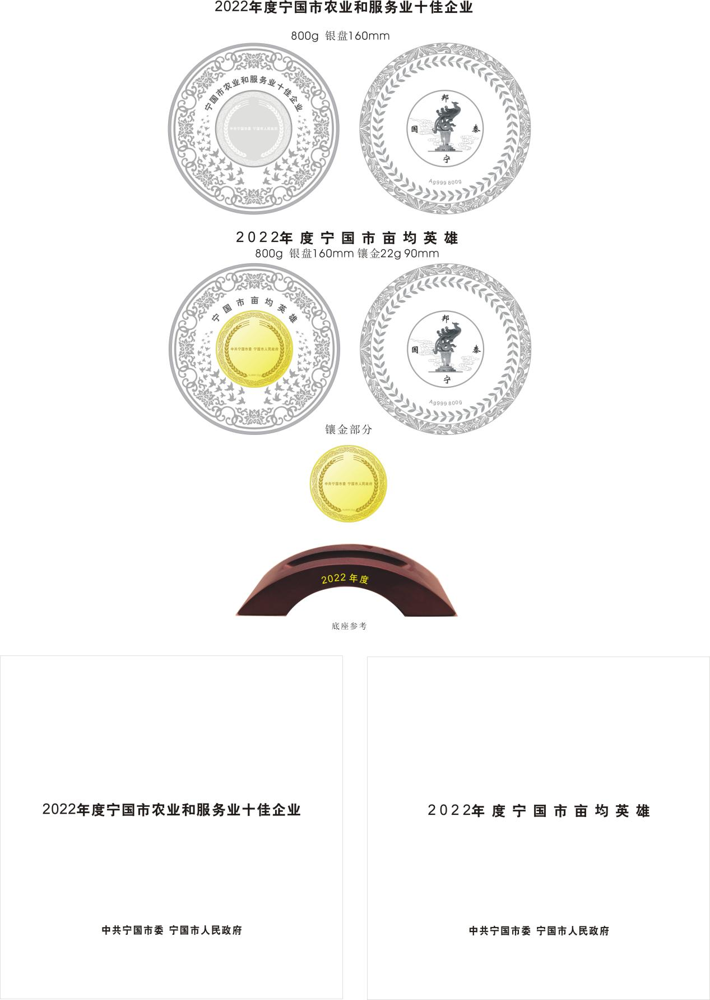 2022年度宁国市农业和服务业十佳企业
800g 银盘160mm
宁国市农业和服务业十佳企业
中共宁国市委 宁国市人民政府
邦
国 泰
宁
Ag999 800g
2022年度宁国市亩均英雄
800g 银盘160mm 镶金22g 90mm
宁国市亩均英雄
中共宁国市委 宁国市人民政府
邦
国 泰
宁
Ag999 800g
镶金部分
中共宁国市委 宁国市人民政府
2022年度
底座参考
2022年度宁国市农业和服务业十佳企业
2022年度宁国市亩均英雄
中共宁国市委 宁国市人民政府
中共宁国市委 宁国市人民政府